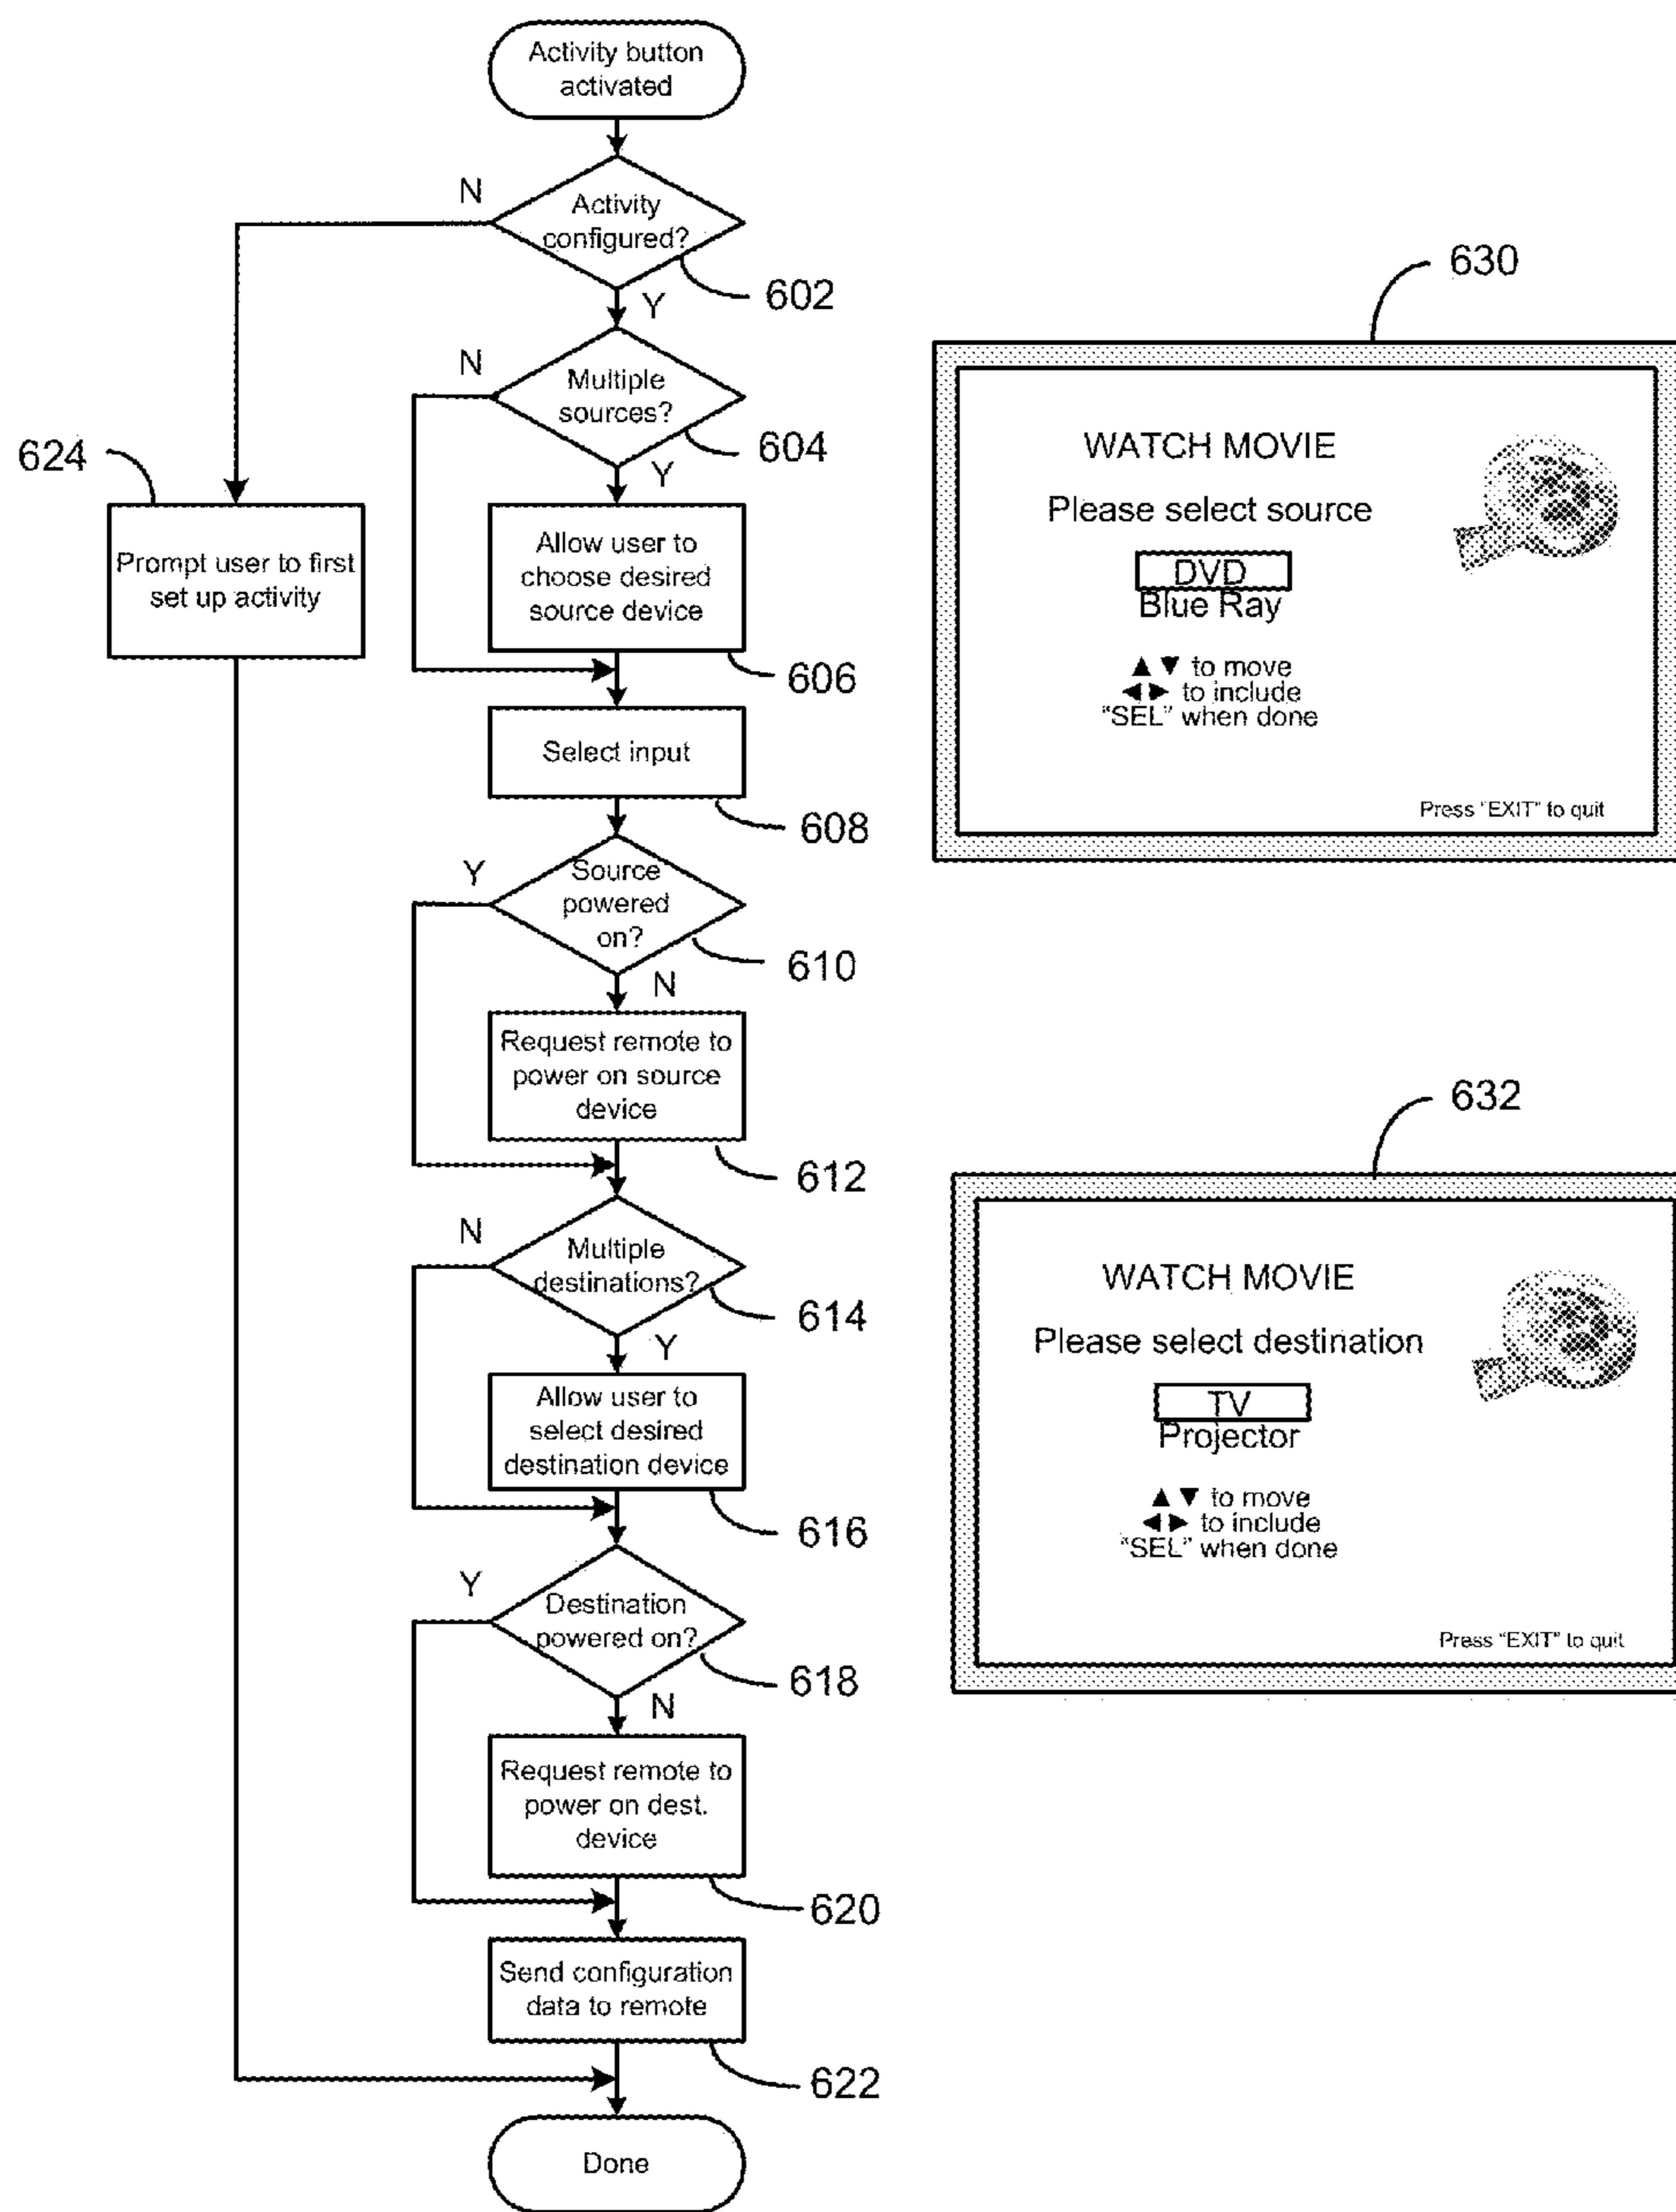 Activity button
activated
N
Activity
configured?
602
Y
N
Multiple
sources?
604
Y
624
Prompt user to first
set up activity
Allow user to
choose desired
source device
606
Select input
608
Y
Source
powered
on?
610
N
Request remote to
power on source
device
612
N
Multiple
destinations?
614
Y
Allow user to
select desired
destination device
616
Y
Destination
powered on?
618
N
Request remote to
power on dest.
device
620
Send configuration
data to remote
622
Done
630
WATCH MOVIE
Please select source
DVD
Blue Ray
▲ ▼ to move
◄► to include
"SEL" when done
Press "EXIT" to quit
632
WATCH MOVIE
Please select destination
TV
Projector
▲ ▼ to move
◄► to include
"SEL" when done
Press "EXIT" to quit